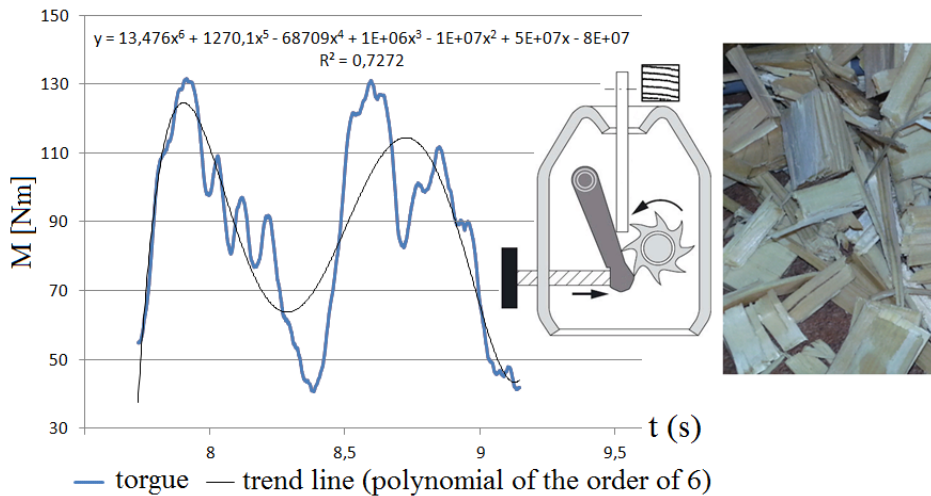 y = 13,476x⁶ + 1270,1x⁵ - 68709x⁴ + 1E+06x³ - 1E+07x² + 5E+07x - 8E+07
R² = 0,7272
150
130
110
90
70
50
30
M [Nm]
8
8,5
9
9,5
t (s)
torgue
trend line (polynomial of the order of 6)